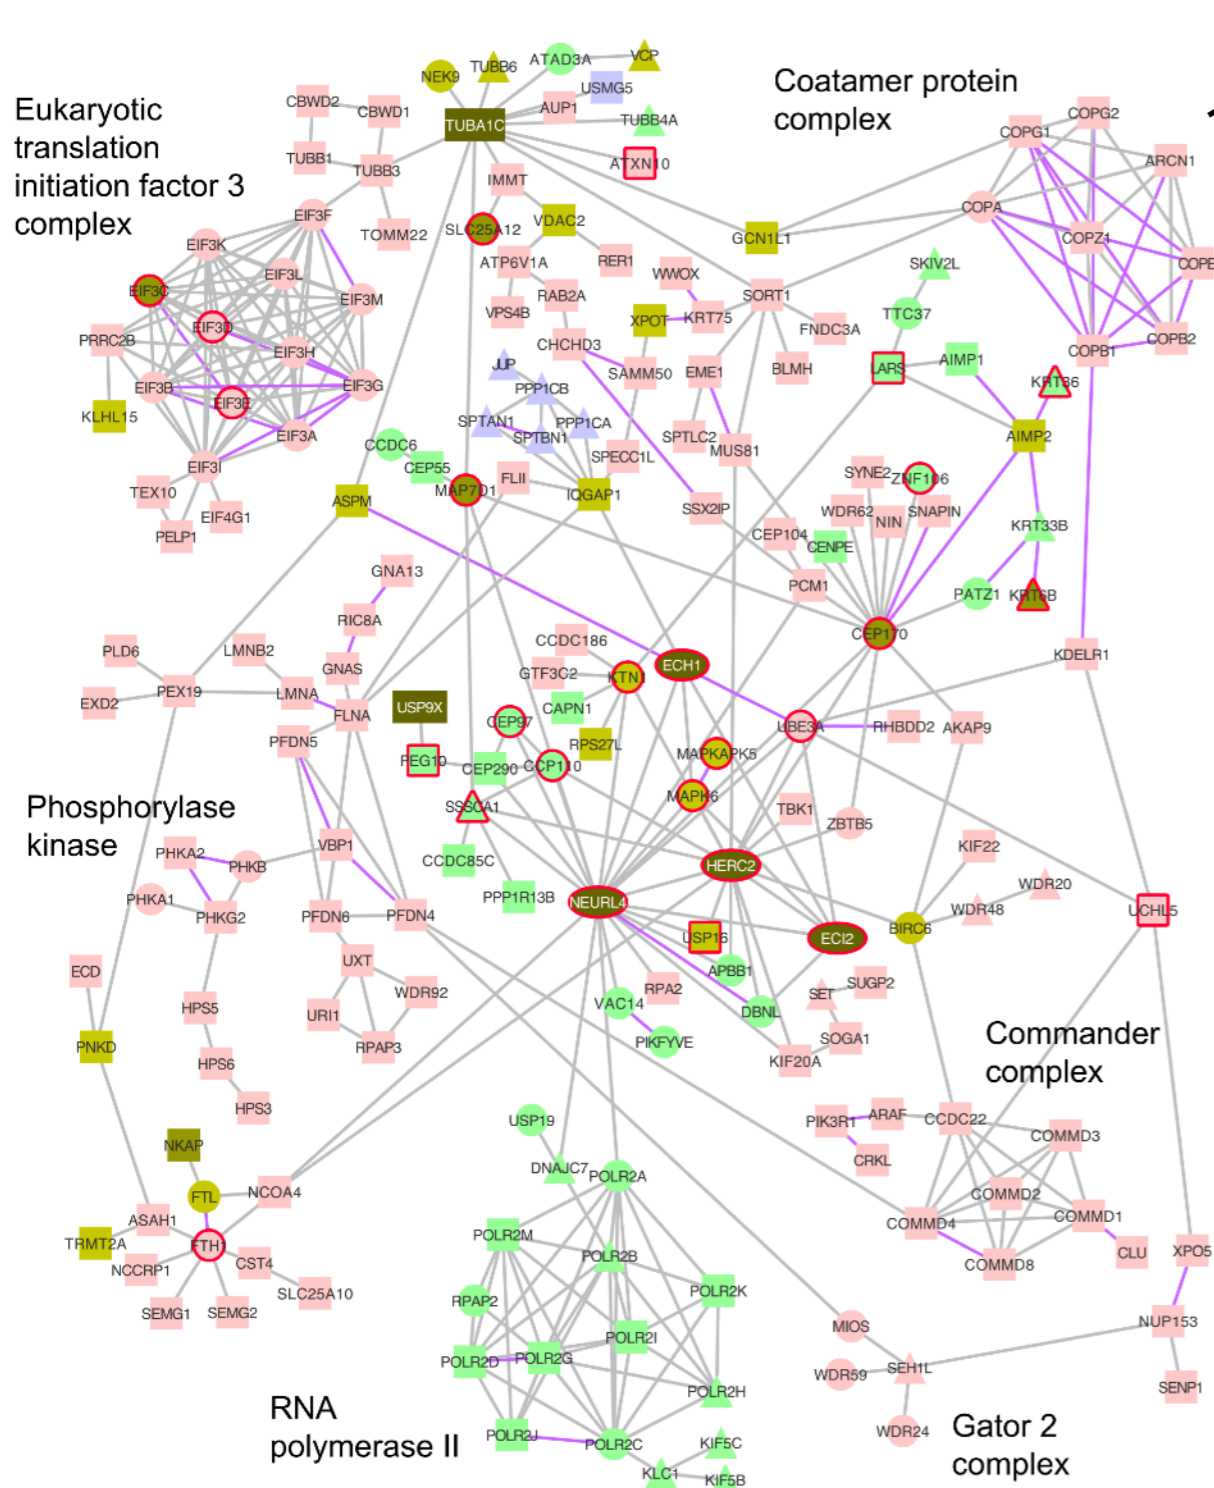 Eukaryotic
translation
initiation factor 3
complex
Coatamer protein
complex
NEK9
TUBB6
ATAD3A
VCP
USMG5
AUP1
TUBB4A
TUBA1C
ATXN10
CBWD2
CBWD1
TUBB1
TUBB3
TOMM22
IMMT
SLC25A12
VDAC2
RER1
ATP6V1A
RAB2A
VPS4B
CHCHD3
GCN1L1
COPG2
COPG1
ARCN1
COPA
COPZ1
COPE
COPB1
COPB2
EIF3F
EIF3K
EIF3L
EIF3C
EIF3M
EIF3D
PRRC2B
EIF3H
EIF3B
EIF3G
EIF3E
EIF3A
KLHL15
EIF3I
TEX10
EIF4G1
PELP1
WWOX
XPOT
KRT75
SORT1
FNDC3A
BLMH
SAMM50
EME1
SPTLC2
MUS81
SKIV2L
TTC37
LARS
AIMP1
KRT36
AIMP2
JUP
PPP1CB
SPTAN1
SPTBN1
PPP1CA
SPECC1L
IQGAP1
CCDC6
CEP55
MAP7D1
FLII
ASPM
SSX2IP
CEP104
PCM1
SYNE2
ZNF106
WDR62
NIN
SNAPIN
CENPE
KRT33B
PATZ1
KRT6B
CEP170
KDELR1
GNA13
RIC8A
GNAS
PLD6
LMNB2
EXD2
PEX19
LMNA
FLNA
PFDN5
CCDC186
GTF3C2
KTN1
ECH1
CAPN1
USP9X
PEG10
CEP97
CEP290
CCP110
RPS27L
MAPKAPK5
MAPK6
UBE3A
RHBDD2
AKAP9
SSSCA1
TBK1
ZBTB5
CCDC85C
PPP1R13B
HERC2
NEURL4
USP16
ECI2
KIF22
WDR20
WDR48
BIRC6
UCHL5
Phosphorylase
kinase
PHKA2
PHKB
VBP1
PHKA1
PHKG2
PFDN6
PFDN4
ECD
UXT
WDR92
HPS5
URI1
RPAP3
PNKD
HPS6
HPS3
APBB1
RPA2
VAC14
DBNL
PIKFYVE
SET
SUGP2
SOGA1
KIF20A
Commander
complex
PIK3R1
ARAF
CRKL
CCDC22
COMMD3
COMMD2
COMMD4
COMMD1
COMMD8
CLU
XPO5
NKAP
FTL
NCOA4
ASAH1
TRMT2A
FTH1
NCCRP1
CST4
SLC25A10
SEMG1
SEMG2
USP19
DNAJC7
POLR2A
POLR2M
POLR2B
POLR2K
RPAP2
POLR2I
POLR2D
POLR2G
POLR2H
POLR2J
POLR2C
KIF5C
KLC1
KIF5B
RNA
polymerase II
MIOS
NUP153
WDR59
SEH1L
SENP1
WDR24
Gator 2
complex